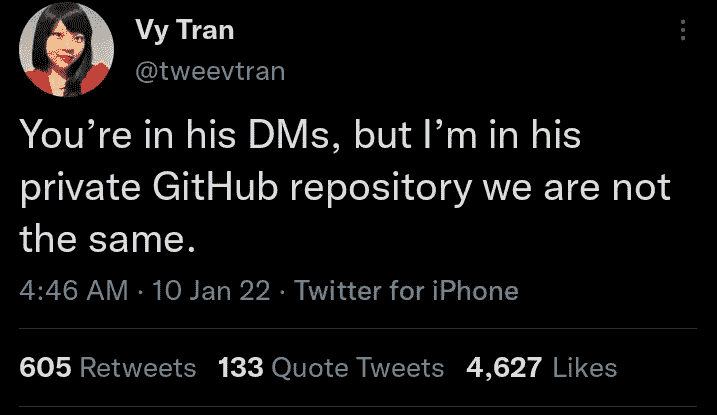 Vy Tran
@tweevtran
You’re in his DMs, but I’m in his
private GitHub repository we are not
the same.
4:46 AM · 10 Jan 22 · Twitter for iPhone
605 Retweets 133 Quote Tweets 4,627 Likes